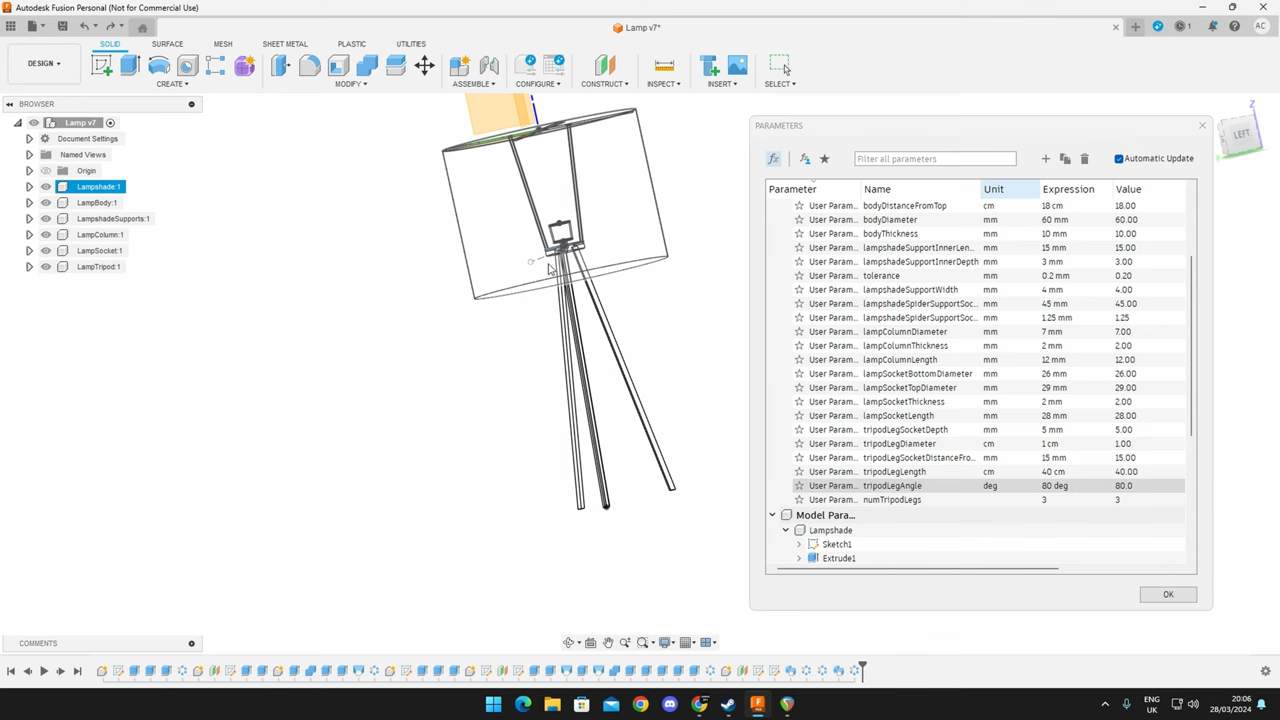 Autodesk Fusion Personal (Not for Commercial Use)
Lamp v7*
AC
DESIGN
SOLID SURFACE MESH SHEET METAL PLASTIC UTILITIES
CREATE MODIFY ASSEMBLE CONFIGURE CONSTRUCT INSPECT INSERT SELECT
BROWSER
Lamp v7
Document Settings
Named Views
Origin
Lampshade:1
LampBody:1
LampshadeSupports:1
LampColumn:1
LampSocket:1
LampTripod:1
Z
LEFT
PARAMETERS
fx Filter all parameters Automatic Update
Parameter Name Unit Expression Value
User Param... bodyDistanceFromTop cm 18 cm 18.00
User Param... bodyDiameter mm 60 mm 60.00
User Param... bodyThickness mm 10 mm 10.00
User Param... lampshadeSupportInnerLen... mm 15 mm 15.00
User Param... lampshadeSupportInnerDepth mm 3 mm 3.00
User Param... tolerance mm 0.2 mm 0.20
User Param... lampshadeSupportWidth mm 4 mm 4.00
User Param... lampshadeSpiderSupportSoc... mm 45 mm 45.00
User Param... lampshadeSpiderSupportSoc... mm 1.25 mm 1.25
User Param... lampColumnDiameter mm 7 mm 7.00
User Param... lampColumnThickness mm 2 mm 2.00
User Param... lampColumnLength mm 12 mm 12.00
User Param... lampSocketBottomDiameter mm 26 mm 26.00
User Param... lampSocketTopDiameter mm 29 mm 29.00
User Param... lampSocketThickness mm 2 mm 2.00
User Param... lampSocketLength mm 28 mm 28.00
User Param... tripodLegSocketDepth mm 5 mm 5.00
User Param... tripodLegDiameter cm 1 cm 1.00
User Param... tripodLegSocketDistanceFro... mm 15 mm 15.00
User Param... tripodLegLength cm 40 cm 40.00
User Param... tripodLegAngle deg 80 deg 80.0
User Param... numTripodLegs 3 3
Model Para...
Lampshade
Sketch1
Extrude1
OK
COMMENTS
ENG
UK
20:06
28/03/2024